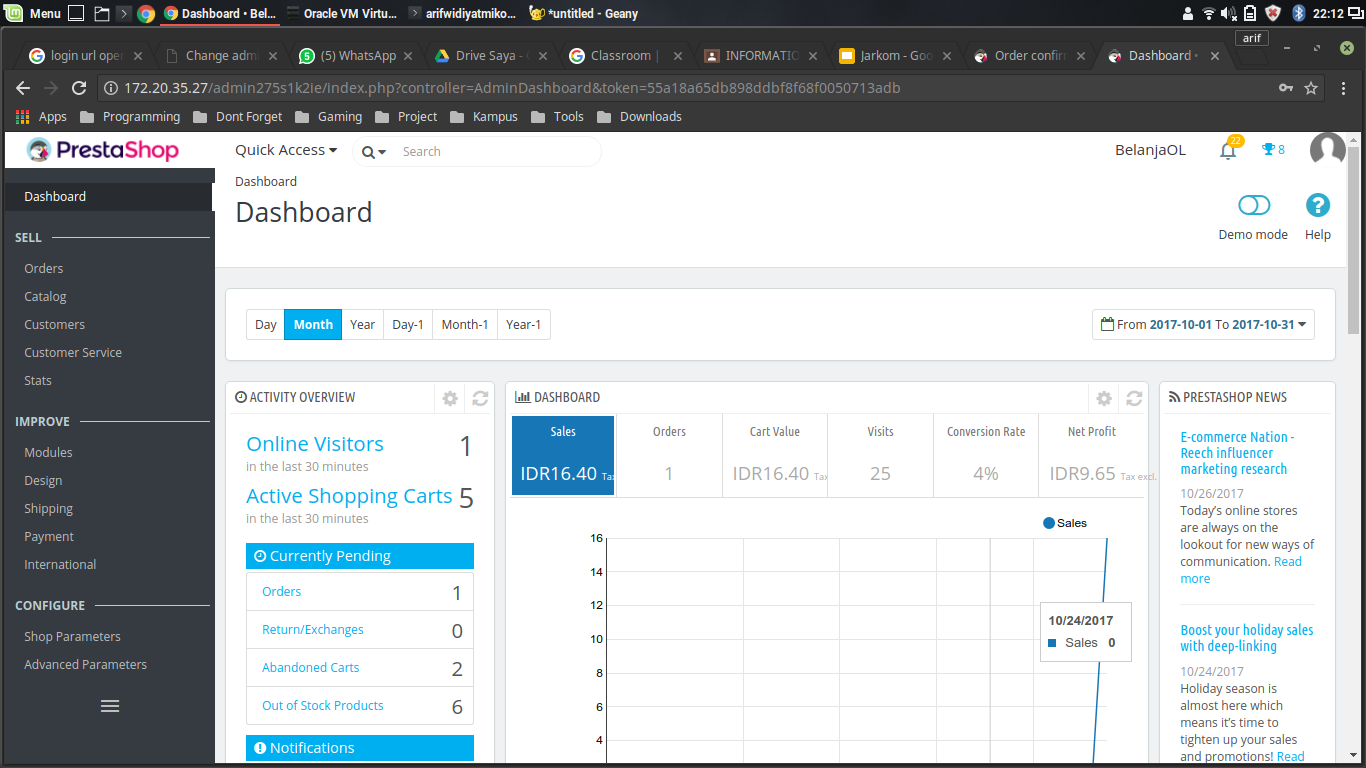 Menu
Dashboard • Bel...
Oracle VM Virtu...
arifwidiyatmiko...
*untitled - Geany
22:12
arif
login url oper
Change adm
(5) WhatsApp
Drive Saya - G
Classroom |
INFORMATIO
Jarkom - Goo
Order confirm
Dashboard •
172.20.35.27/admin275s1k2ie/index.php?controller=AdminDashboard&token=55a18a65db898ddbf8f68f0050713adb
Apps
Programming
Dont Forget
Gaming
Project
Kampus
Tools
Downloads
PrestaShop
Quick Access
Search
BelanjaOL
22
8
Dashboard
SELL
Orders
Catalog
Customers
Customer Service
Stats
IMPROVE
Modules
Design
Shipping
Payment
International
CONFIGURE
Shop Parameters
Advanced Parameters
Dashboard
Dashboard
Demo mode
Help
Day
Month
Year
Day-1
Month-1
Year-1
From 2017-10-01 To 2017-10-31
ACTIVITY OVERVIEW
Online Visitors 1
in the last 30 minutes
Active Shopping Carts 5
in the last 30 minutes
Currently Pending
Orders 1
Return/Exchanges 0
Abandoned Carts 2
Out of Stock Products 6
Notifications
DASHBOARD
Sales
IDR16.40 Tax
Orders
1
Cart Value
IDR16.40 Tax
Visits
25
Conversion Rate
4%
Net Profit
IDR9.65 Tax excl.
Sales
16
14
12
10
8
6
4
10/24/2017
Sales 0
PRESTASHOP NEWS
E-commerce Nation -
Reech influencer
marketing research
10/26/2017
Today’s online stores
are always on the
lookout for new ways of
communication. Read
more
Boost your holiday sales
with deep-linking
10/24/2017
Holiday season is
almost here which
means it’s time to
tighten up your sales
and promotions! Read